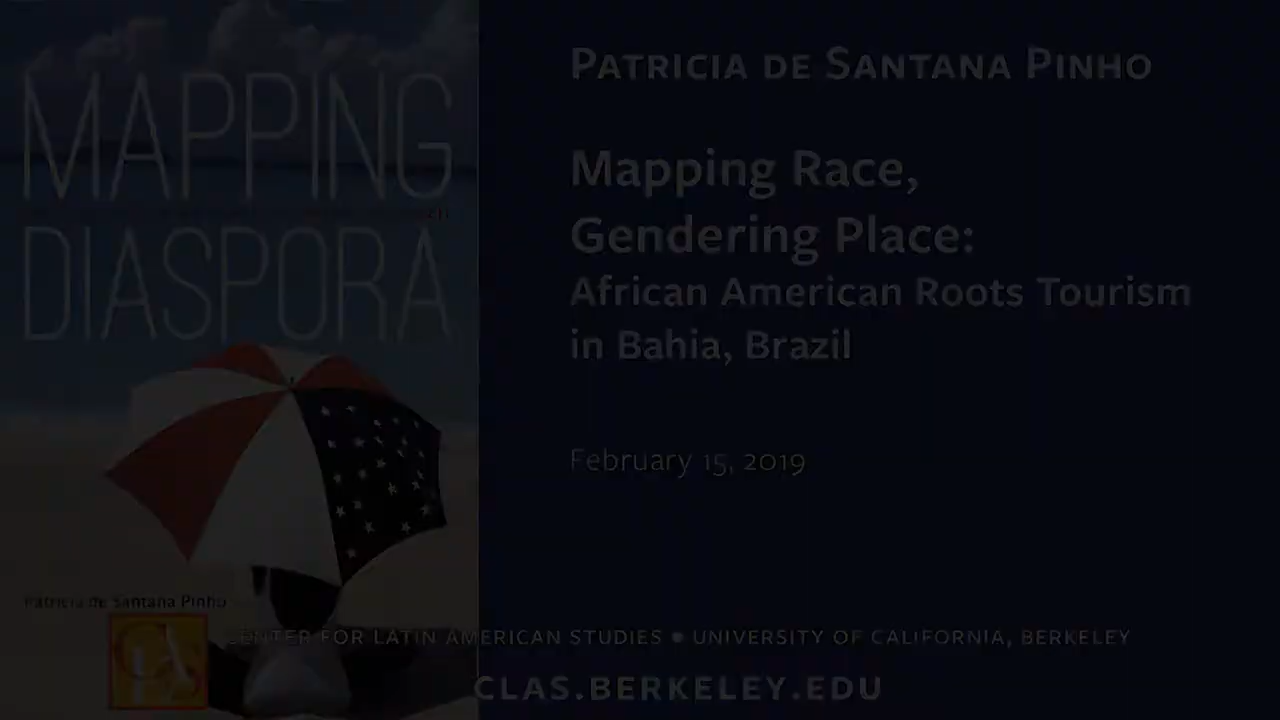 MAPPING
DIASPORA
Patricia de Santana Pinho
PATRICIA DE SANTANA PINHO
Mapping Race,
Gendering Place:
African American Roots Tourism
in Bahia, Brazil
February 15, 2019
CENTER FOR LATIN AMERICAN STUDIES • UNIVERSITY OF CALIFORNIA, BERKELEY
CLAS.BERKELEY.EDU